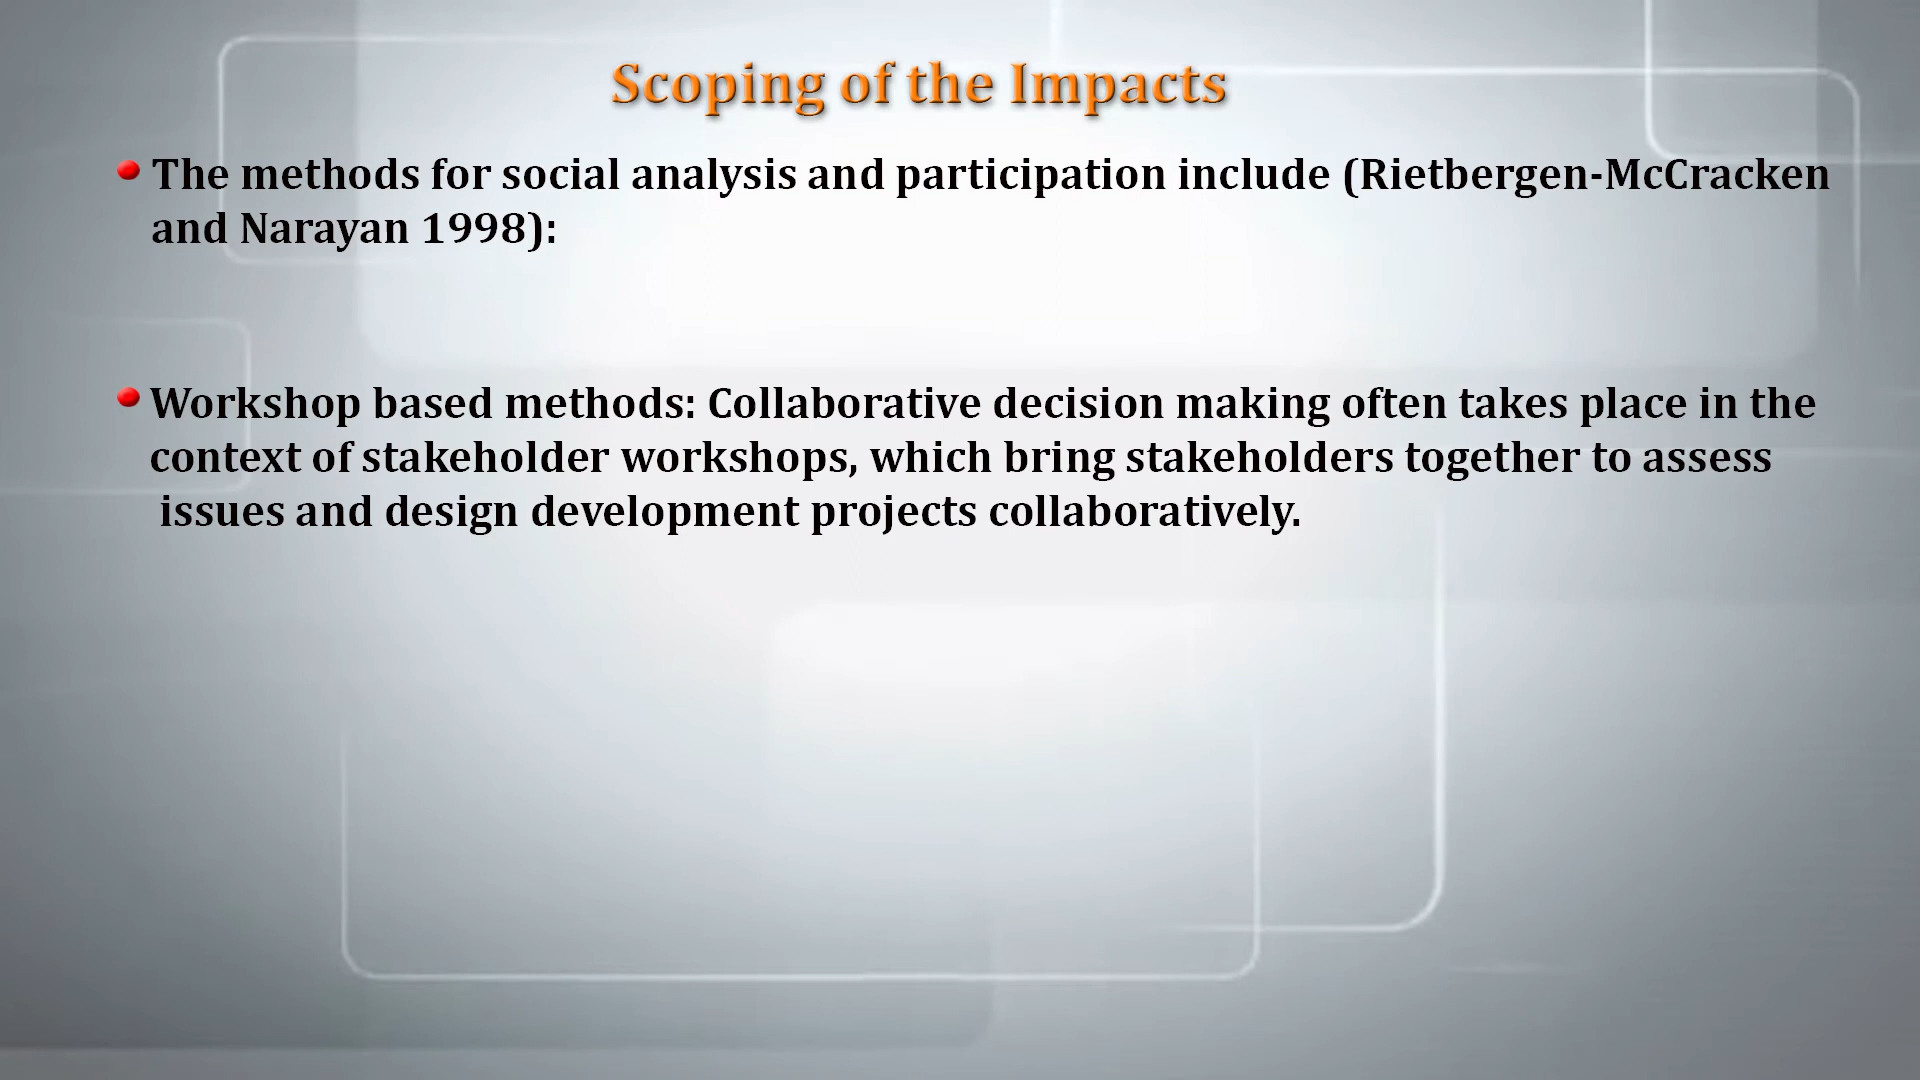 Scoping of the Impacts
The methods for social analysis and participation include (Rietbergen-McCracken
and Narayan 1998):
Workshop based methods: Collaborative decision making often takes place in the
context of stakeholder workshops, which bring stakeholders together to assess
issues and design development projects collaboratively.